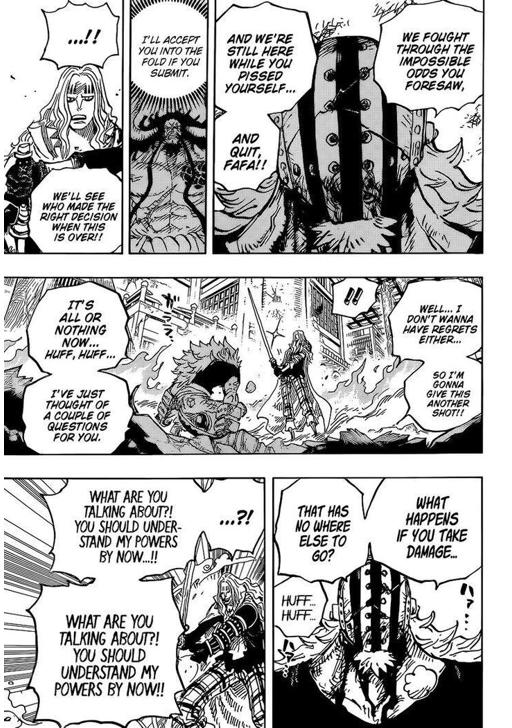 WE FOUGHT
THROUGH THE
IMPOSSIBLE
ODDS YOU
FORESAW,
AND WE'RE
STILL HERE
WHILE YOU
PISSED
YOURSELF...
AND
QUIT,
FAFA!!
I'LL ACCEPT
YOU INTO THE
FOLD IF YOU
SUBMIT.
...!!
WE'LL SEE
WHO MADE THE
RIGHT DECISION
WHEN THIS
IS OVER!!
WELL... I
DON'T WANNA
HAVE REGRETS
EITHER...
SO I'M
GONNA
GIVE THIS
ANOTHER
SHOT!!
!!
IT'S
ALL OR
NOTHING
NOW...
HUFF, HUFF...
I'VE JUST
THOUGHT OF
A COUPLE OF
QUESTIONS
FOR YOU.
WHAT
HAPPENS
IF YOU TAKE
DAMAGE...
THAT HAS
NO WHERE
ELSE TO
GO?
HUFF...
HUFF...
...?!
WHAT ARE YOU
TALKING ABOUT?!
YOU SHOULD UNDER-
STAND MY POWERS
BY NOW...!!
WHAT ARE YOU
TALKING ABOUT?!
YOU SHOULD
UNDERSTAND MY
POWERS BY NOW!!